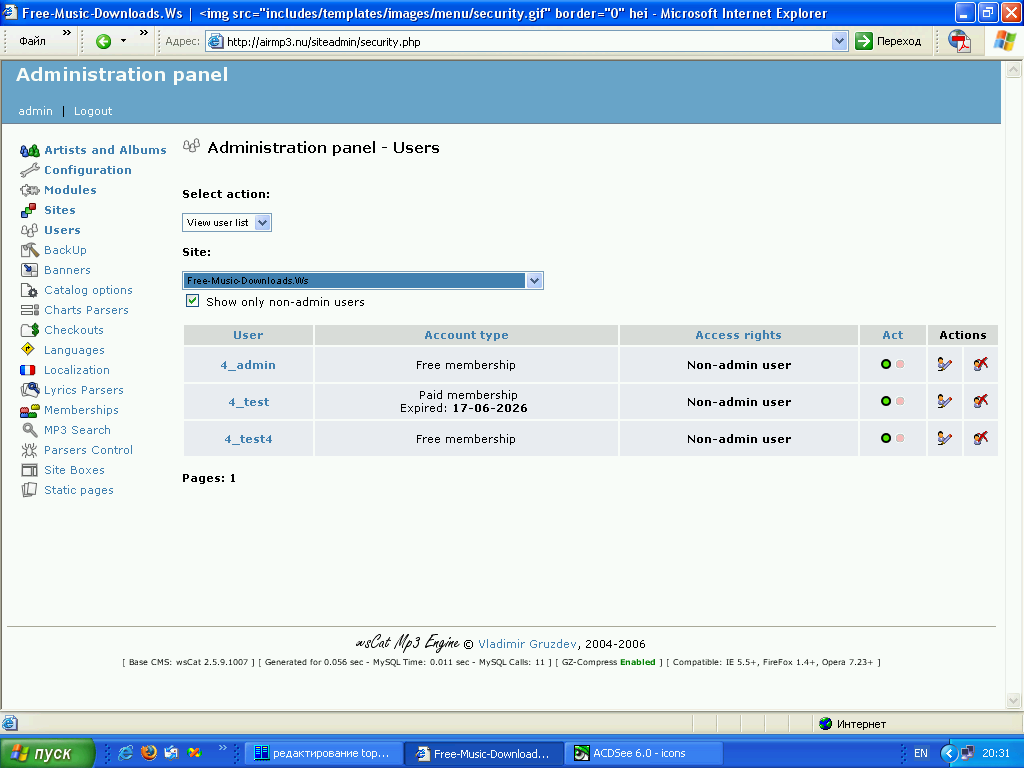 Free-Music-Downloads.Ws | <img src="includes/templates/images/menu/security.gif" border="0" hei - Microsoft Internet Explorer
Файл » » Адрес: http://airmp3.nu/siteadmin/security.php Переход
Administration panel
admin | Logout
Artists and Albums
Configuration
Modules
Sites
Users
BackUp
Banners
Catalog options
Charts Parsers
Checkouts
Languages
Localization
Lyrics Parsers
Memberships
MP3 Search
Parsers Control
Site Boxes
Static pages
Administration panel - Users
Select action:
View user list
Site:
Free-Music-Downloads.Ws
Show only non-admin users
User Account type Access rights Act Actions
4_admin Free membership Non-admin user
4_test Paid membership
Expired: 17-06-2026 Non-admin user
4_test4 Free membership Non-admin user
Pages: 1
wsCat Mp3 Engine © Vladimir Gruzdev, 2004-2006
[ Base CMS: wsCat 2.5.9.1007 ] [ Generated for 0.056 sec - MySQL Time: 0.011 sec - MySQL Calls: 11 ] [ GZ-Compress Enabled ] [ Compatible: IE 5.5+, FireFox 1.4+, Opera 7.23+ ]
Интернет
пуск » редактирование top... Free-Music-Download... ACDSee 6.0 - icons EN 20:31